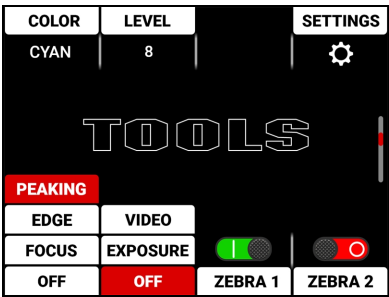 COLOR LEVEL SETTINGS
CYAN 8
TOOLS
PEAKING
EDGE VIDEO
FOCUS EXPOSURE
OFF OFF ZEBRA 1 ZEBRA 2